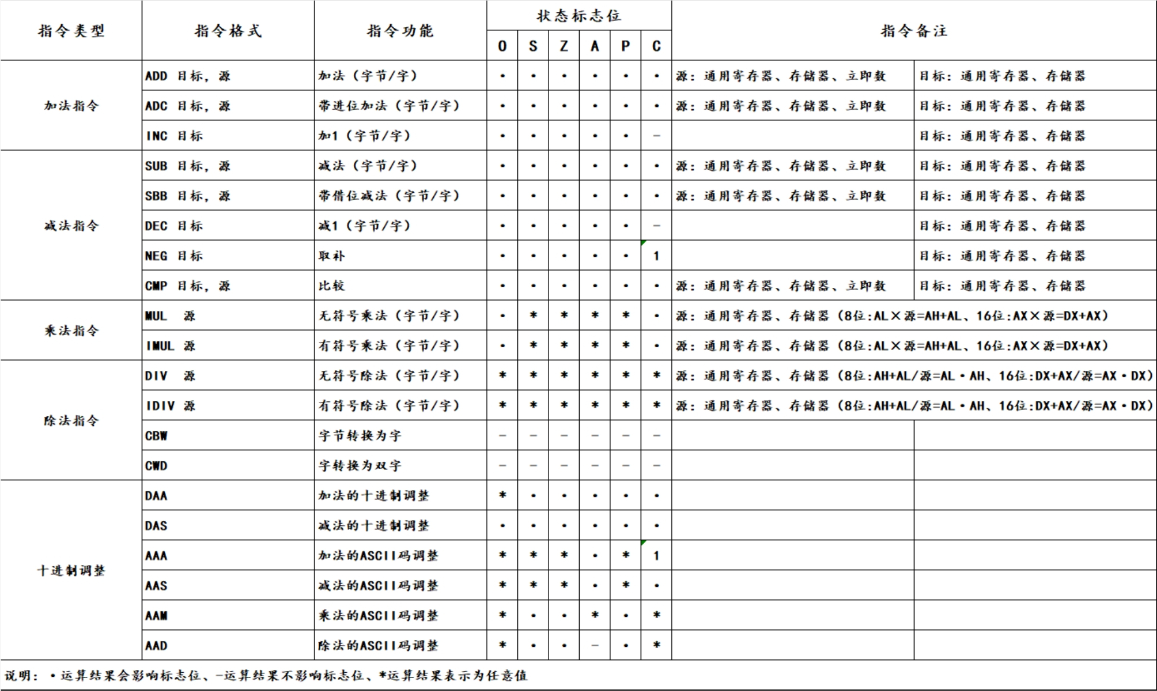 指令类型 指令格式 指令功能 状态标志位 指令备注
O S Z A P C
加法指令 ADD 目标，源 加法（字节/字） · · · · · · 源：通用寄存器、存储器、立即数 目标：通用寄存器、存储器
ADC 目标，源 带进位加法（字节/字） · · · · · · 源：通用寄存器、存储器、立即数 目标：通用寄存器、存储器
INC 目标 加1（字节/字） · · · · · － 目标：通用寄存器、存储器
减法指令 SUB 目标，源 减法（字节/字） · · · · · · 源：通用寄存器、存储器、立即数 目标：通用寄存器、存储器
SBB 目标，源 带借位减法（字节/字） · · · · · · 源：通用寄存器、存储器、立即数 目标：通用寄存器、存储器
DEC 目标 减1（字节/字） · · · · · － 目标：通用寄存器、存储器
NEG 目标 取补 · · · · · 1 目标：通用寄存器、存储器
CMP 目标，源 比较 · · · · · · 源：通用寄存器、存储器、立即数 目标：通用寄存器、存储器
乘法指令 MUL 源 无符号乘法（字节/字） · * * * * · 源：通用寄存器、存储器（8位:AL×源=AH+AL、16位:AX×源=DX+AX）
IMUL 源 有符号乘法（字节/字） · * * * * · 源：通用寄存器、存储器（8位:AL×源=AH+AL、16位:AX×源=DX+AX）
除法指令 DIV 源 无符号除法（字节/字） * * * * * * 源：通用寄存器、存储器（8位:AH+AL/源=AL·AH、16位:DX+AX/源=AX·DX）
IDIV 源 有符号除法（字节/字） * * * * * * 源：通用寄存器、存储器（8位:AH+AL/源=AL·AH、16位:DX+AX/源=AX·DX）
CBW 字节转换为字 － － － － － －
CWD 字转换为双字 － － － － － －
十进制调整 DAA 加法的十进制调整 * · · · · ·
DAS 减法的十进制调整 · · · · · ·
AAA 加法的ASCII码调整 * * * · * 1
AAS 减法的ASCII码调整 * * * · * ·
AAM 乘法的ASCII码调整 * · · * · *
AAD 除法的ASCII码调整 * · · － · *
说明：·运算结果会影响标志位、－运算结果不影响标志位、*运算结果表示为任意值